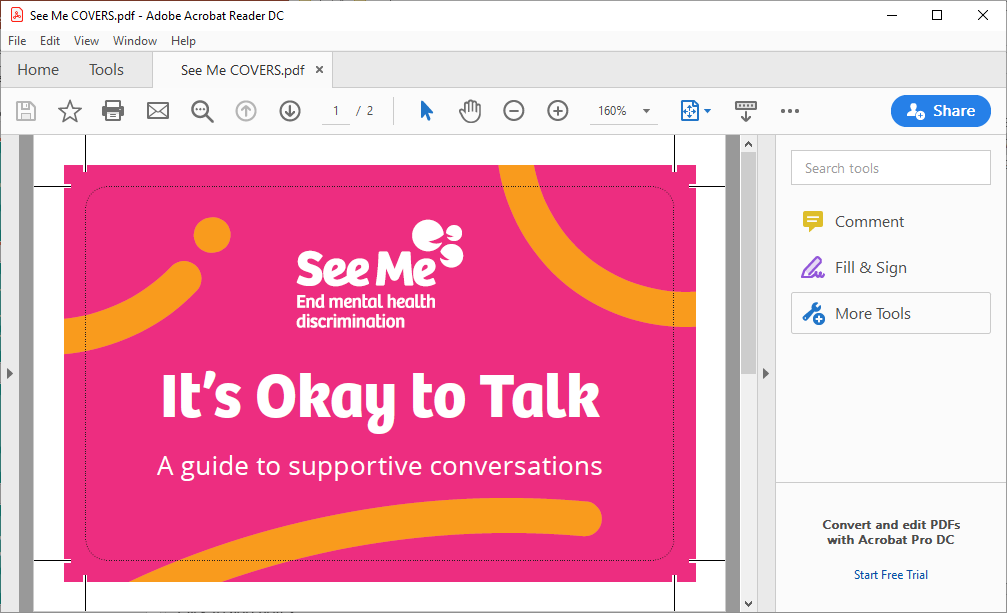 See Me COVERS.pdf - Adobe Acrobat Reader DC
File Edit View Window Help
Home Tools See Me COVERS.pdf ×
1 / 2 160% Share
See Me
End mental health
discrimination
It's Okay to Talk
A guide to supportive conversations
Search tools
Comment
Fill & Sign
More Tools
Convert and edit PDFs
with Acrobat Pro DC
Start Free Trial